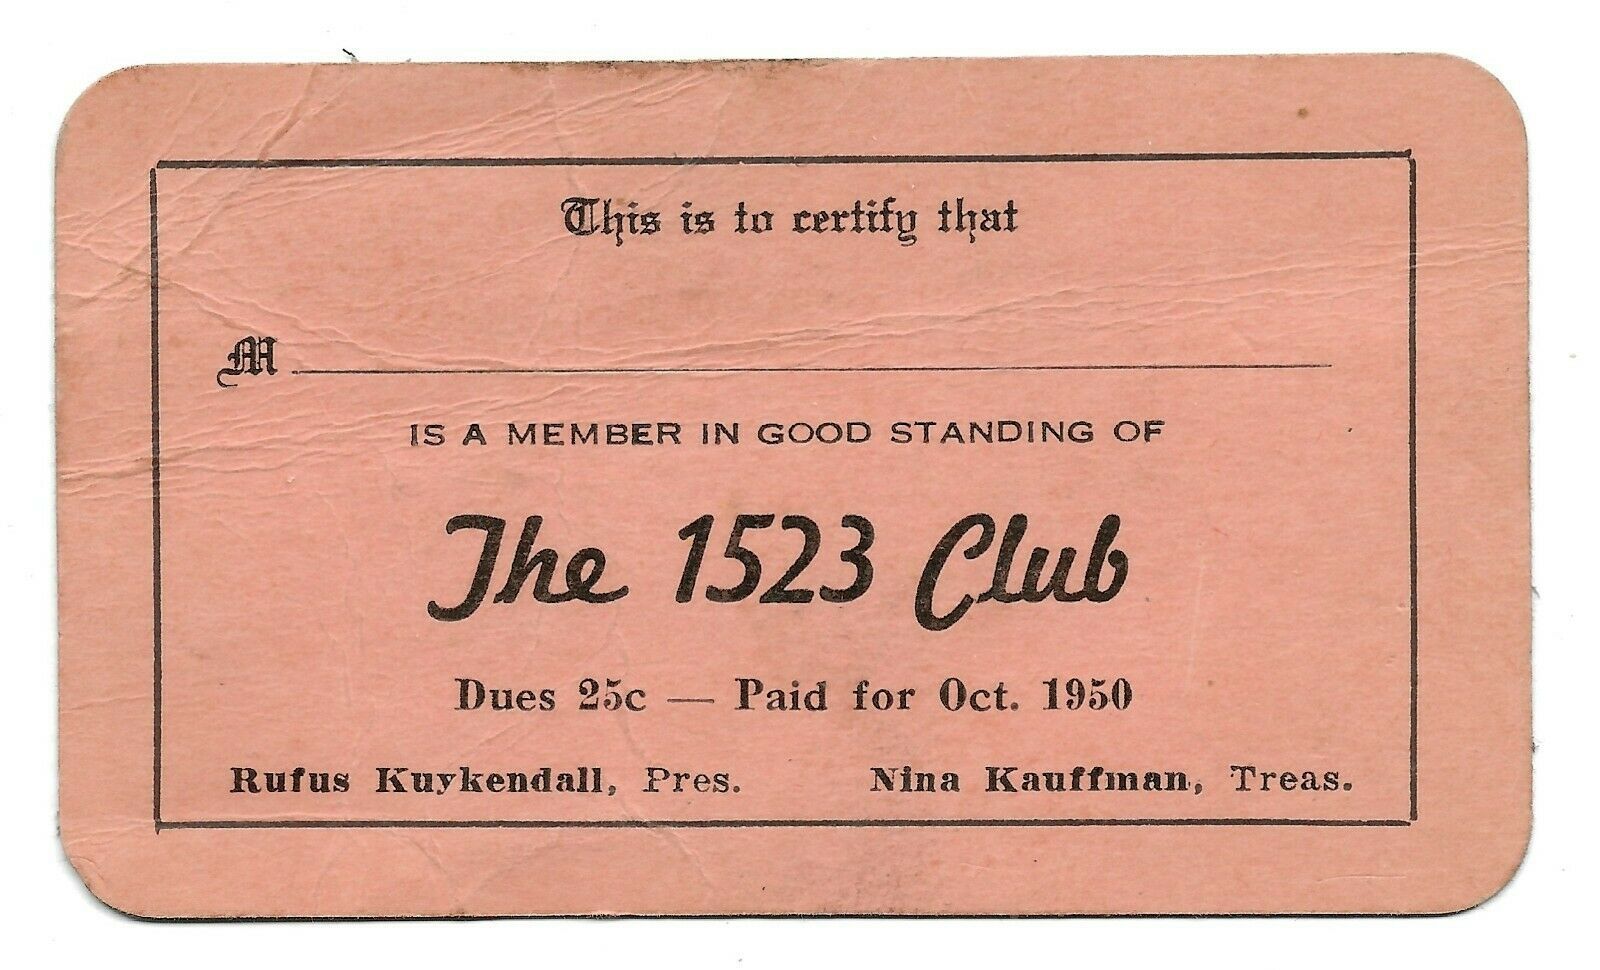 This is to certify that
M
IS A MEMBER IN GOOD STANDING OF
The 1523 Club
Dues 25c — Paid for Oct. 1950
Rufus Kuykendall, Pres. Nina Kauffman, Treas.